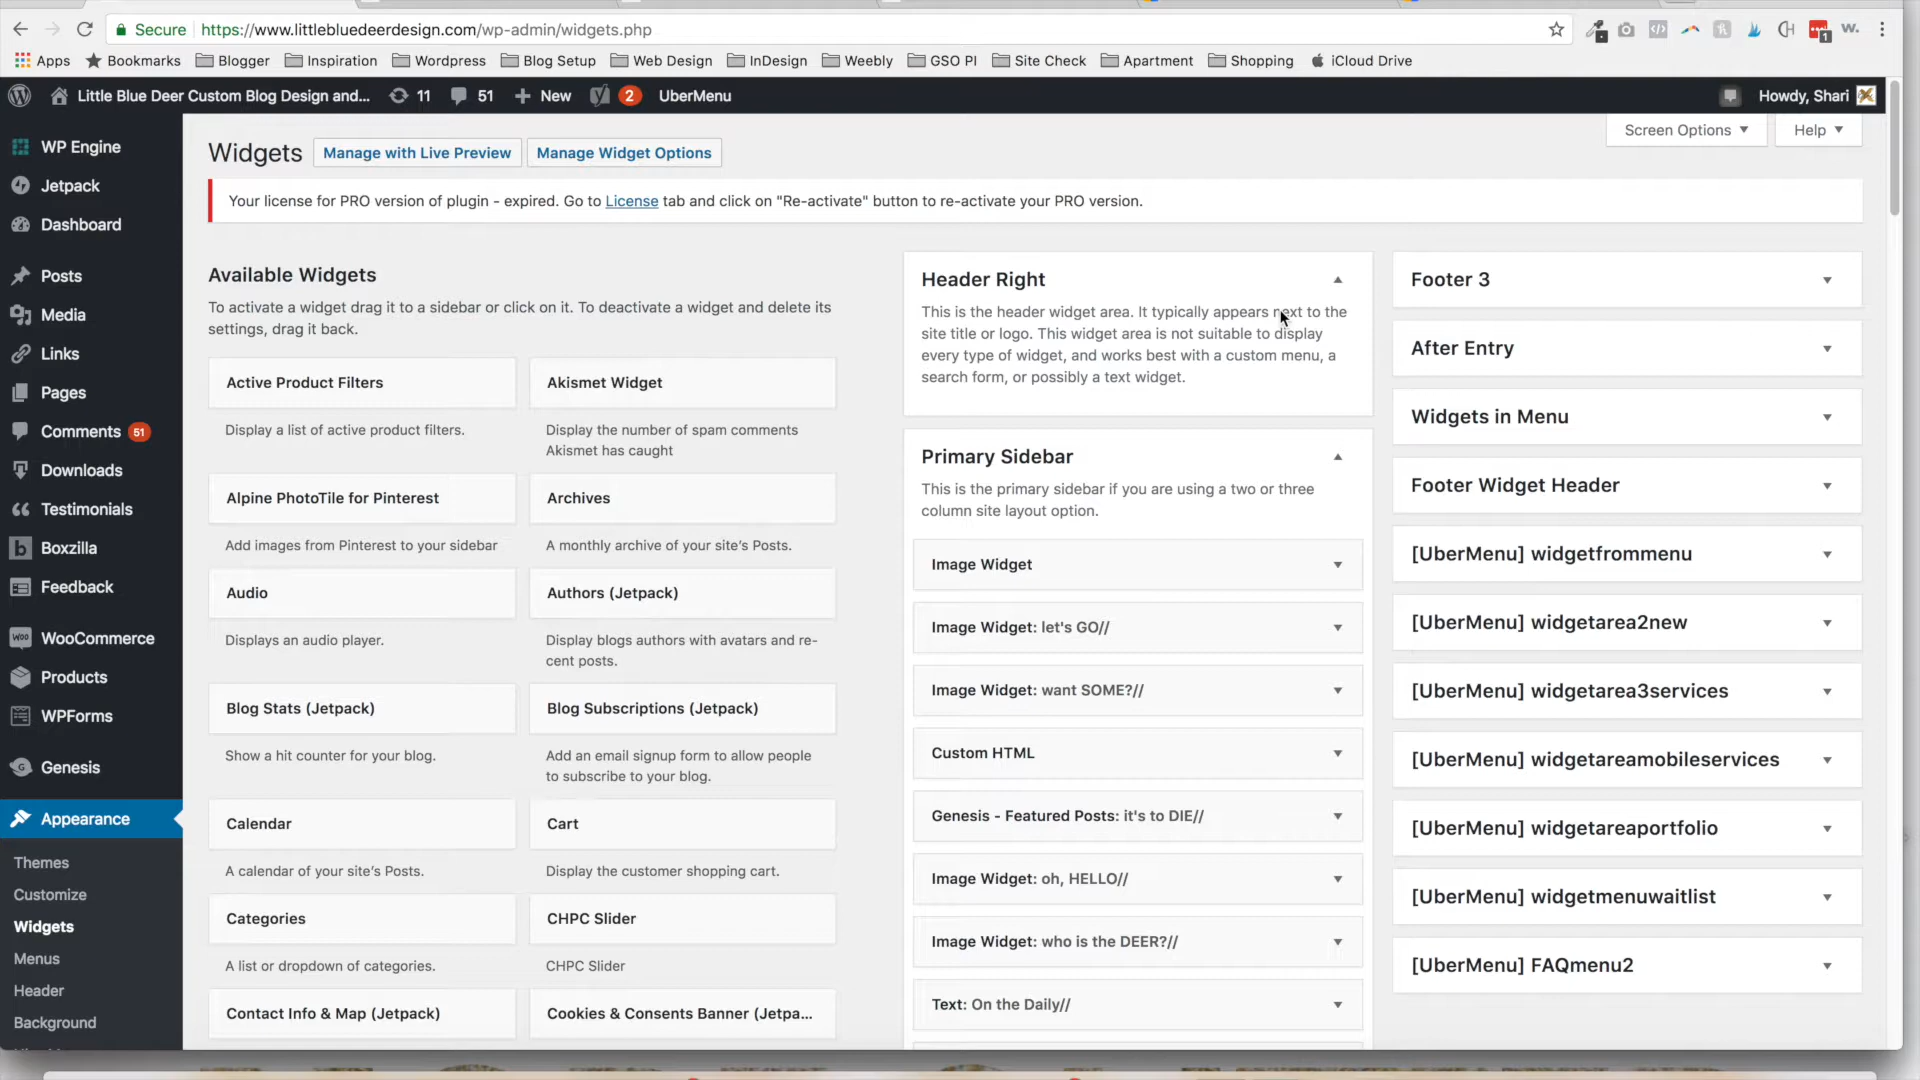 Secure https://www.littlebluedeerdesign.com/wp-admin/widgets.php
1 W.
Apps Bookmarks Blogger Inspiration Wordpress Blog Setup Web Design InDesign Weebly GSO PI Site Check Apartment Shopping iCloud Drive
Little Blue Deer Custom Blog Design and... 11 51 New 2 UberMenu Howdy, Shari
Screen Options Help
WP Engine
Jetpack
Dashboard
Posts
Media
Links
Pages
Comments 51
Downloads
Testimonials
Boxzilla
Feedback
WooCommerce
Products
WPForms
Genesis
Appearance
Themes
Customize
Widgets
Menus
Header
Background
Widgets Manage with Live Preview Manage Widget Options
Your license for PRO version of plugin - expired. Go to License tab and click on "Re-activate" button to re-activate your PRO version.
Available Widgets
To activate a widget drag it to a sidebar or click on it. To deactivate a widget and delete its
settings, drag it back.
Active Product Filters Akismet Widget
Display a list of active product filters. Display the number of spam comments
Akismet has caught
Alpine PhotoTile for Pinterest Archives
Add images from Pinterest to your sidebar A monthly archive of your site's Posts.
Audio Authors (Jetpack)
Displays an audio player. Display blogs authors with avatars and re-
cent posts.
Blog Stats (Jetpack) Blog Subscriptions (Jetpack)
Show a hit counter for your blog. Add an email signup form to allow people
to subscribe to your blog.
Calendar Cart
A calendar of your site's Posts. Display the customer shopping cart.
Categories CHPC Slider
A list or dropdown of categories. CHPC Slider
Contact Info & Map (Jetpack) Cookies & Consents Banner (Jetpa...
Header Right
This is the header widget area. It typically appears next to the
site title or logo. This widget area is not suitable to display
every type of widget, and works best with a custom menu, a
search form, or possibly a text widget.
Primary Sidebar
This is the primary sidebar if you are using a two or three
column site layout option.
Image Widget
Image Widget: let's GO//
Image Widget: want SOME?//
Custom HTML
Genesis - Featured Posts: it's to DIE//
Image Widget: oh, HELLO//
Image Widget: who is the DEER?//
Text: On the Daily//
Footer 3
After Entry
Widgets in Menu
Footer Widget Header
[UberMenu] widgetfrommenu
[UberMenu] widgetarea2new
[UberMenu] widgetarea3services
[UberMenu] widgetareamobileservices
[UberMenu] widgetareaportfolio
[UberMenu] widgetmenuwaitlist
[UberMenu] FAQmenu2